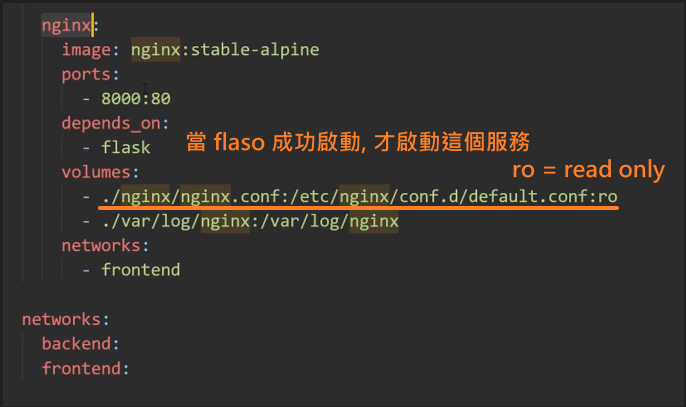 nginx:
image: nginx:stable-alpine
ports:
- 8000:80
depends_on:
當 flaso 成功啟動, 才啟動這個服務
- flask
ro = read only
volumes:
- ./nginx/nginx.conf:/etc/nginx/conf.d/default.conf:ro
- ./var/log/nginx:/var/log/nginx
networks:
- frontend
networks:
backend:
frontend: